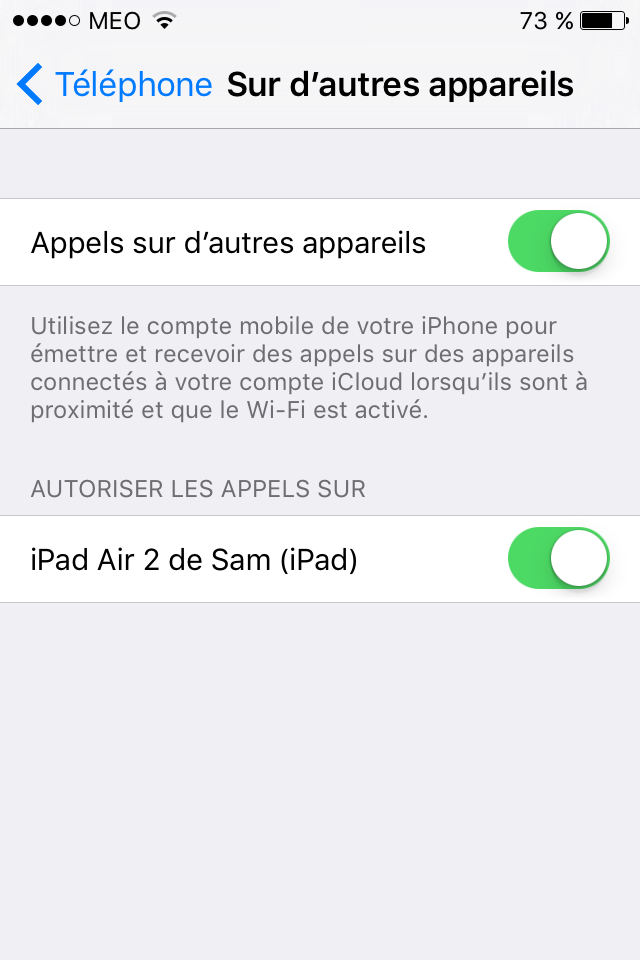 MEO 73 %
Téléphone Sur d’autres appareils
Appels sur d’autres appareils
Utilisez le compte mobile de votre iPhone pour
émettre et recevoir des appels sur des appareils
connectés à votre compte iCloud lorsqu’ils sont à
proximité et que le Wi-Fi est activé.
AUTORISER LES APPELS SUR
iPad Air 2 de Sam (iPad)